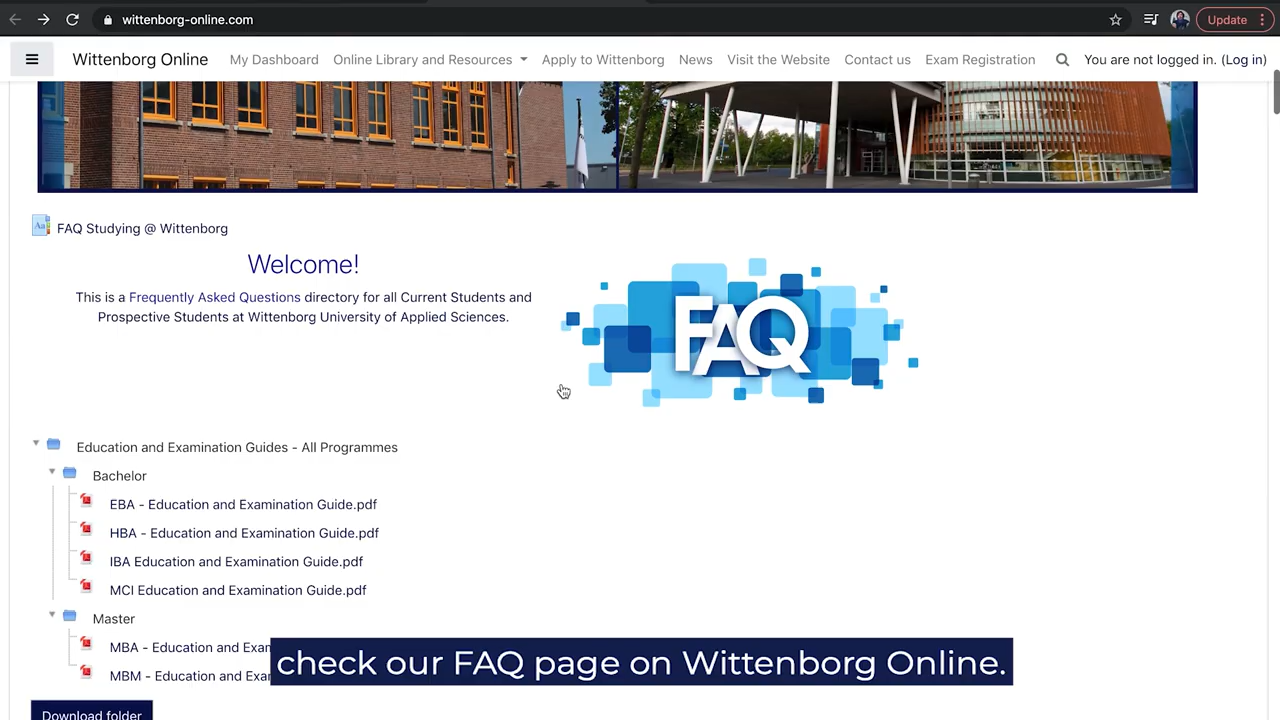 wittenborg-online.com
Update
Wittenborg Online My Dashboard Online Library and Resources Apply to Wittenborg News Visit the Website Contact us Exam Registration You are not logged in. (Log in)
Aa
FAQ Studying @ Wittenborg
Welcome!
This is a Frequently Asked Questions directory for all Current Students and
Prospective Students at Wittenborg University of Applied Sciences.
FAQ
Education and Examination Guides - All Programmes
Bachelor
EBA - Education and Examination Guide.pdf
HBA - Education and Examination Guide.pdf
IBA Education and Examination Guide.pdf
MCI Education and Examination Guide.pdf
Master
MBA - Education and Exa
MBM - Education and Exa
check our FAQ page on Wittenborg Online.
Download folder